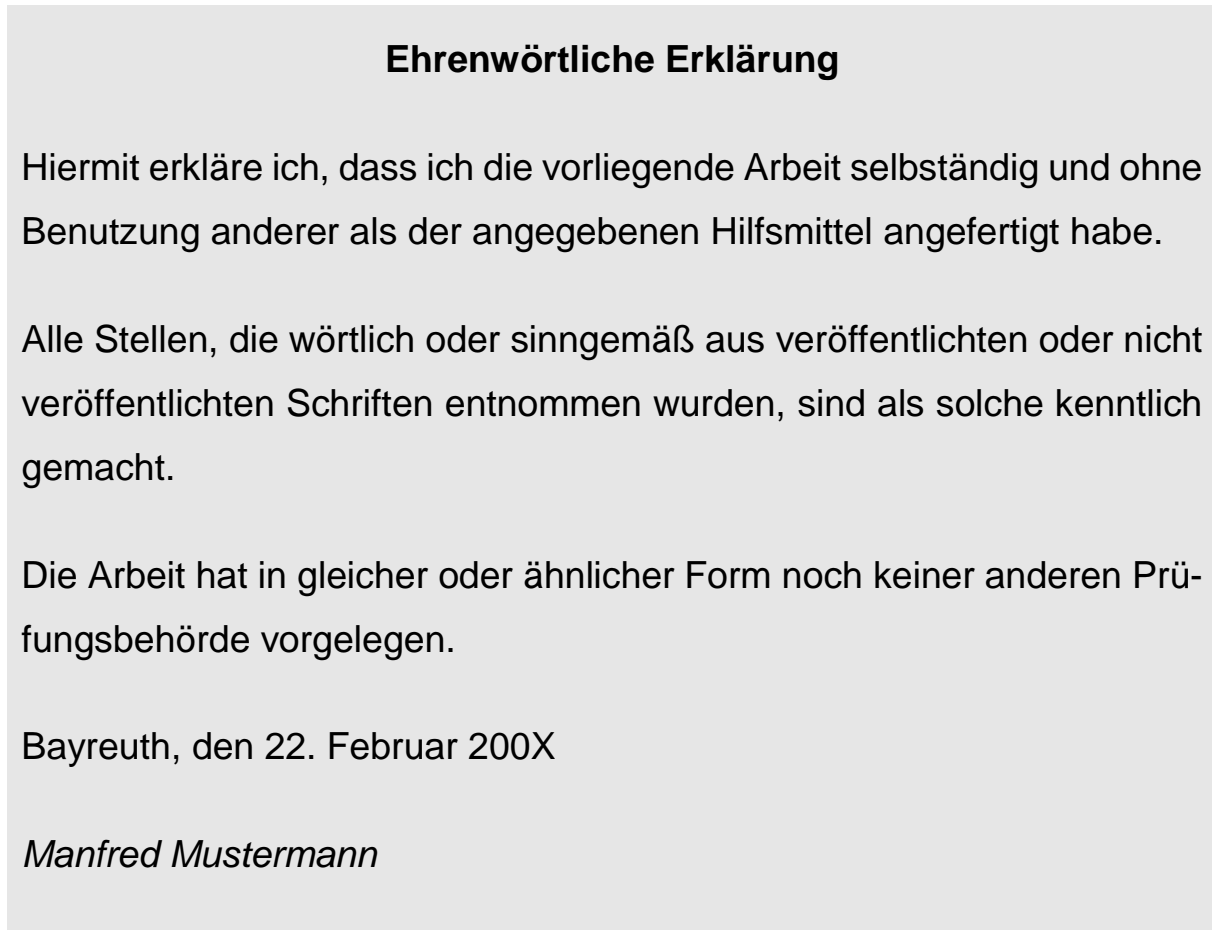 Ehrenwörtliche Erklärung
Hiermit erkläre ich, dass ich die vorliegende Arbeit selbständig und ohne
Benutzung anderer als der angegebenen Hilfsmittel angefertigt habe.
Alle Stellen, die wörtlich oder sinngemäß aus veröffentlichten oder nicht
veröffentlichten Schriften entnommen wurden, sind als solche kenntlich
gemacht.
Die Arbeit hat in gleicher oder ähnlicher Form noch keiner anderen Prü-
fungsbehörde vorgelegen.
Bayreuth, den 22. Februar 200X
Manfred Mustermann